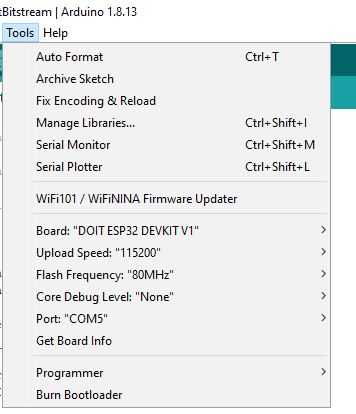 tBitstream | Arduino 1.8.13
Tools Help
Auto Format Ctrl+T
Archive Sketch
Fix Encoding & Reload
Manage Libraries... Ctrl+Shift+I
Serial Monitor Ctrl+Shift+M
Serial Plotter Ctrl+Shift+L
WiFi101 / WiFiNINA Firmware Updater
Board: "DOIT ESP32 DEVKIT V1"
Upload Speed: "115200"
Flash Frequency: "80MHz"
Core Debug Level: "None"
Port: "COM5"
Get Board Info
Programmer
Burn Bootloader